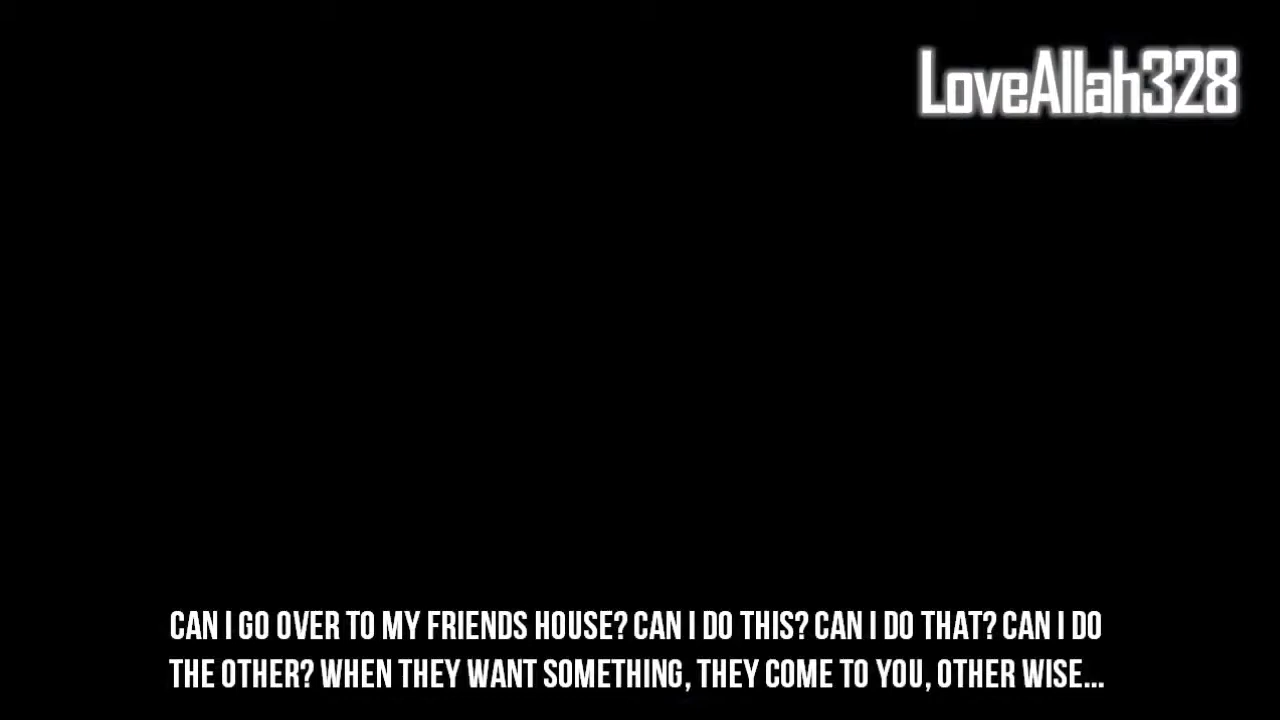 LoveAllah328
CAN I GO OVER TO MY FRIENDS HOUSE? CAN I DO THIS? CAN I DO THAT? CAN I DO
THE OTHER? WHEN THEY WANT SOMETHING, THEY COME TO YOU, OTHER WISE...